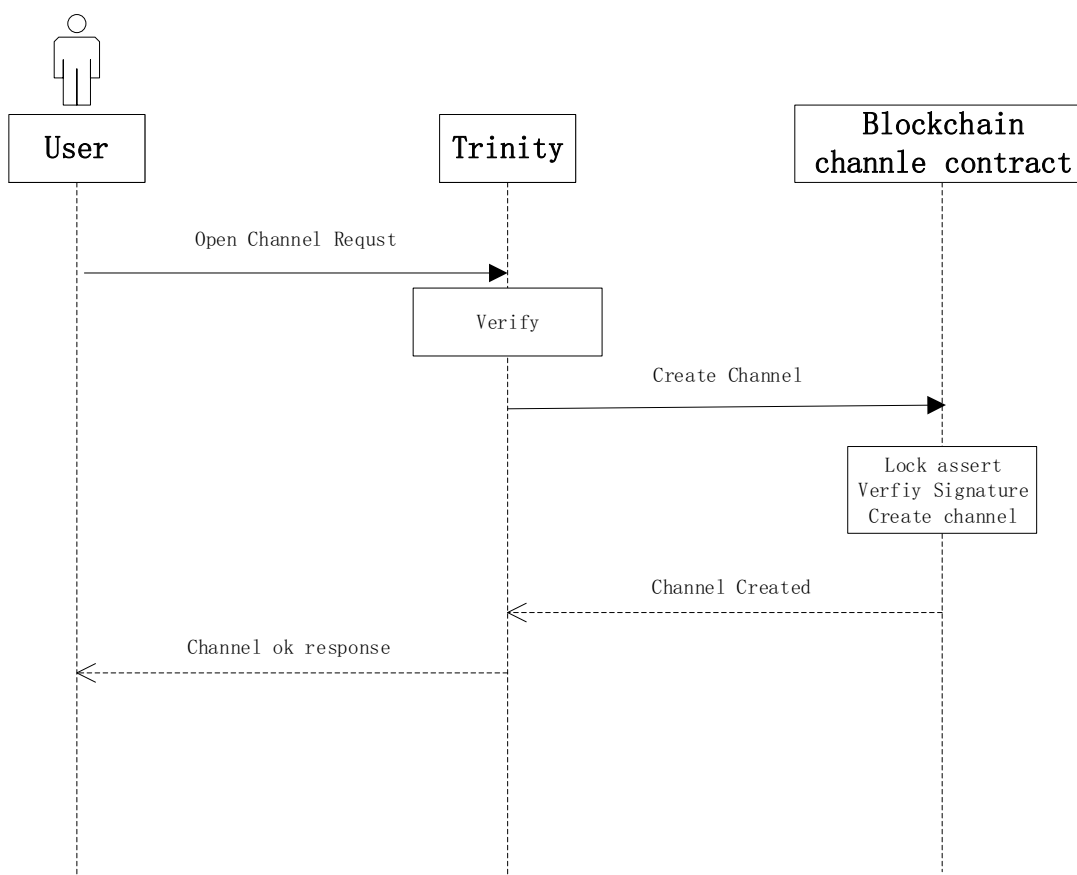 User
Trinity
Blockchain
channle contract
Open Channel Requst
Verify
Create Channel
Lock assert
Verfiy Signature
Create channel
Channel Created
Channel ok response